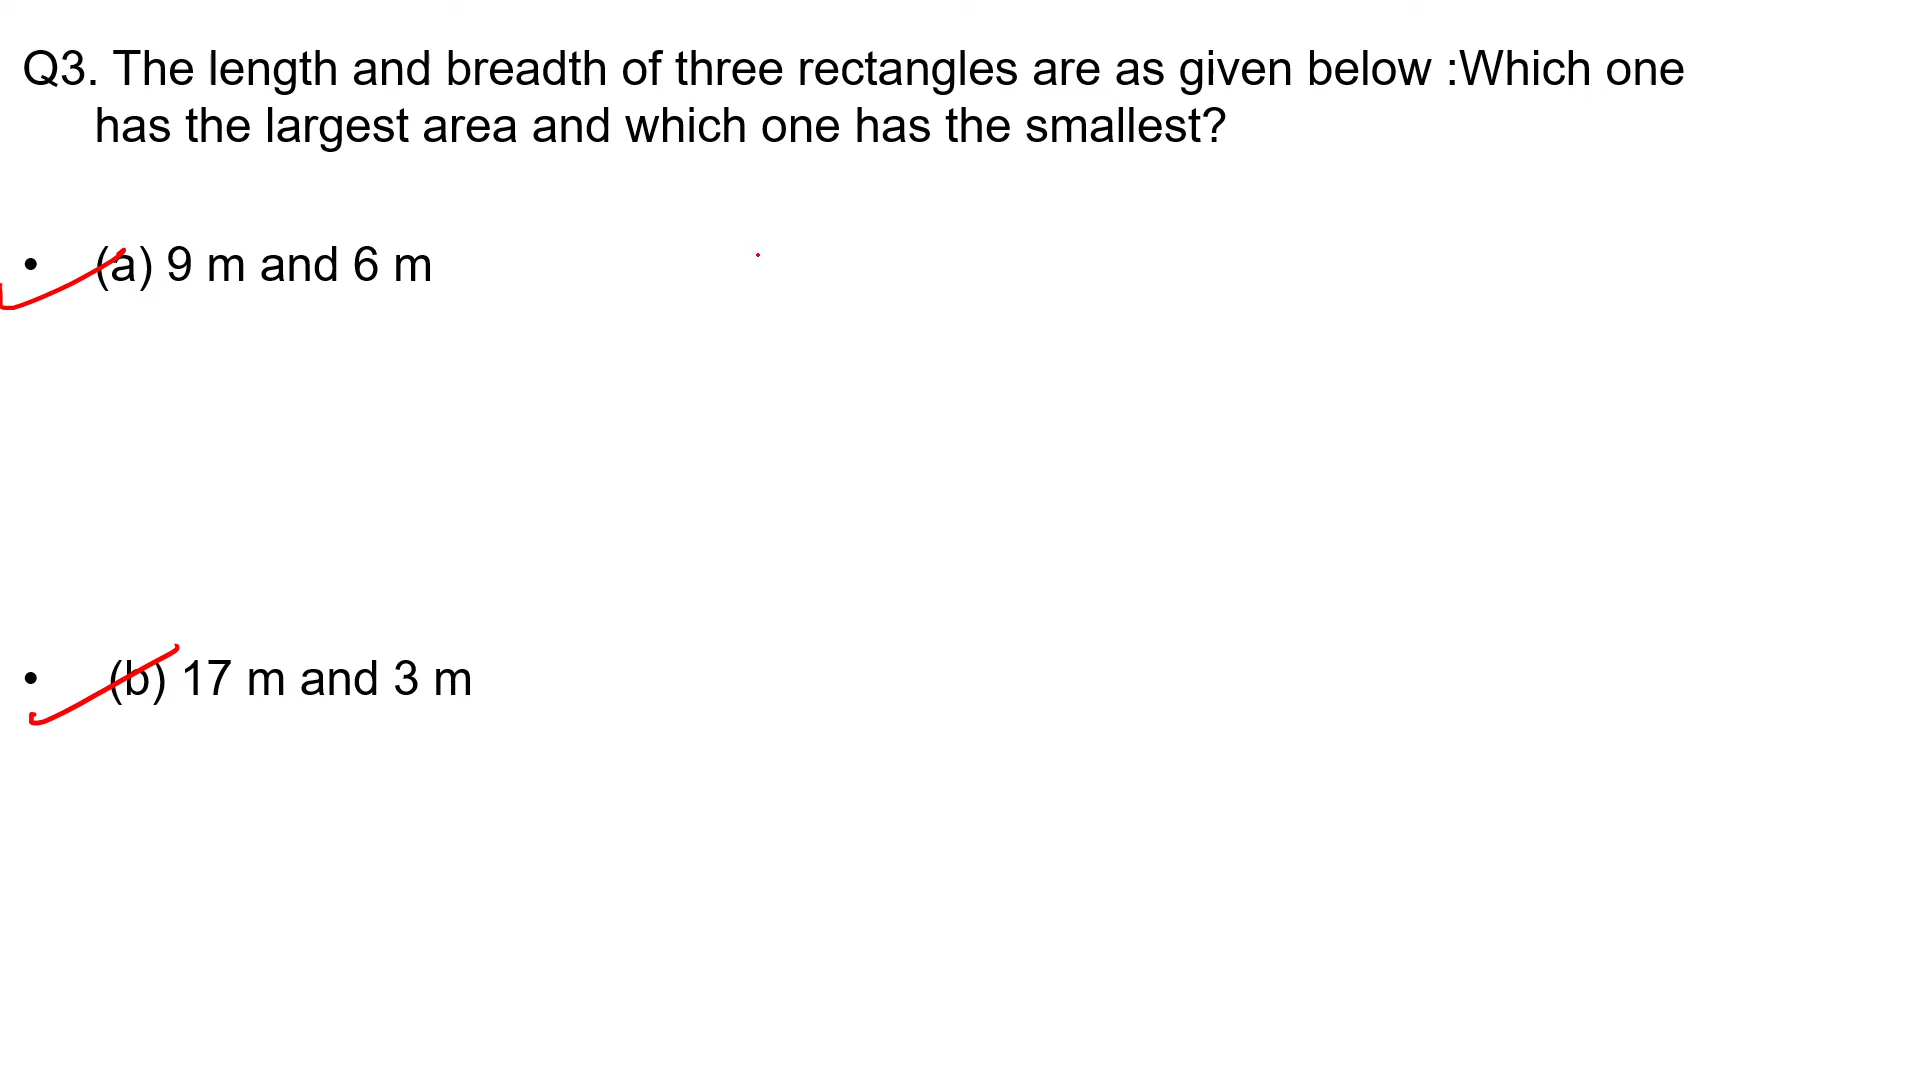 Q3. The length and breadth of three rectangles are as given below :Which one
has the largest area and which one has the smallest?
• (a) 9 m and 6 m
• (b) 17 m and 3 m